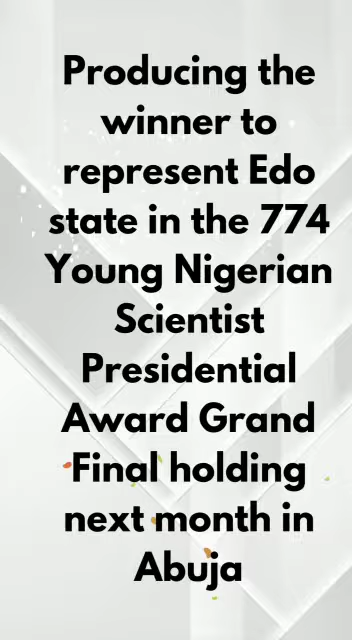 Producing the
winner to
represent Edo
state in the 774
Young Nigerian
Scientist
Presidential
Award Grand
Final holding
next month in
Abuja